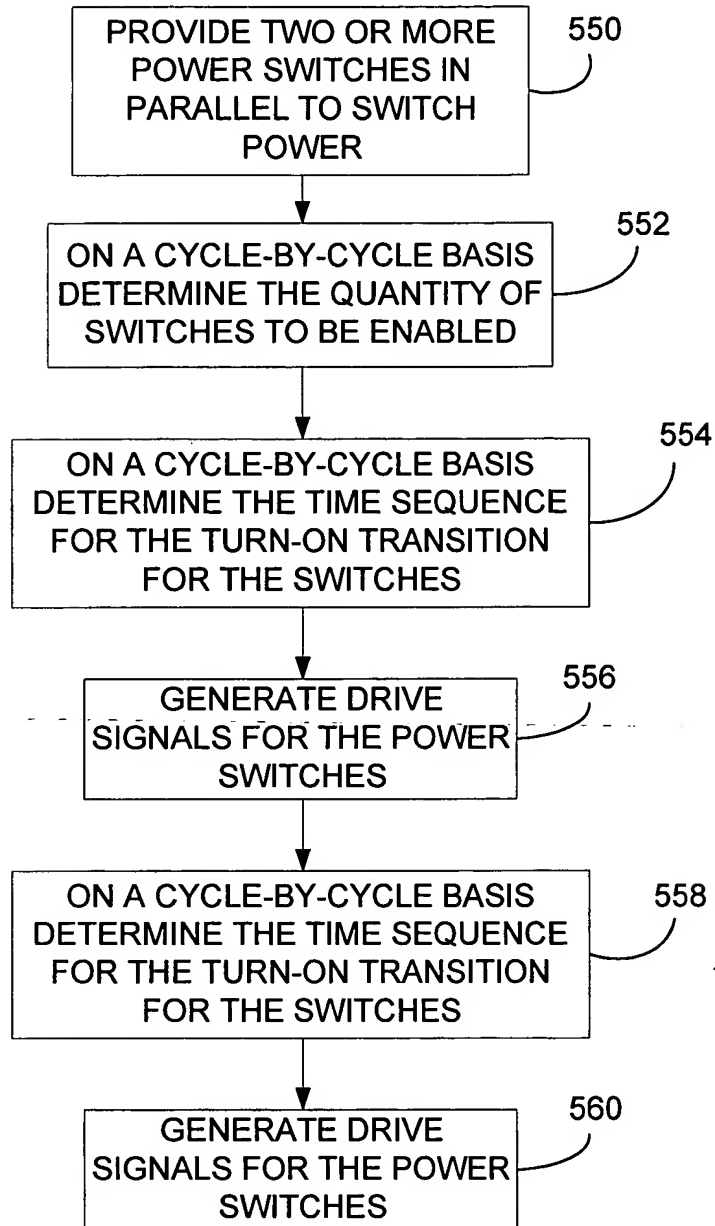 PROVIDE TWO OR MORE
POWER SWITCHES IN
PARALLEL TO SWITCH
POWER
550
ON A CYCLE-BY-CYCLE BASIS
DETERMINE THE QUANTITY OF
SWITCHES TO BE ENABLED
552
ON A CYCLE-BY-CYCLE BASIS
DETERMINE THE TIME SEQUENCE
FOR THE TURN-ON TRANSITION
FOR THE SWITCHES
554
GENERATE DRIVE
SIGNALS FOR THE POWER
SWITCHES
556
ON A CYCLE-BY-CYCLE BASIS
DETERMINE THE TIME SEQUENCE
FOR THE TURN-ON TRANSITION
FOR THE SWITCHES
558
GENERATE DRIVE
SIGNALS FOR THE POWER
SWITCHES
560